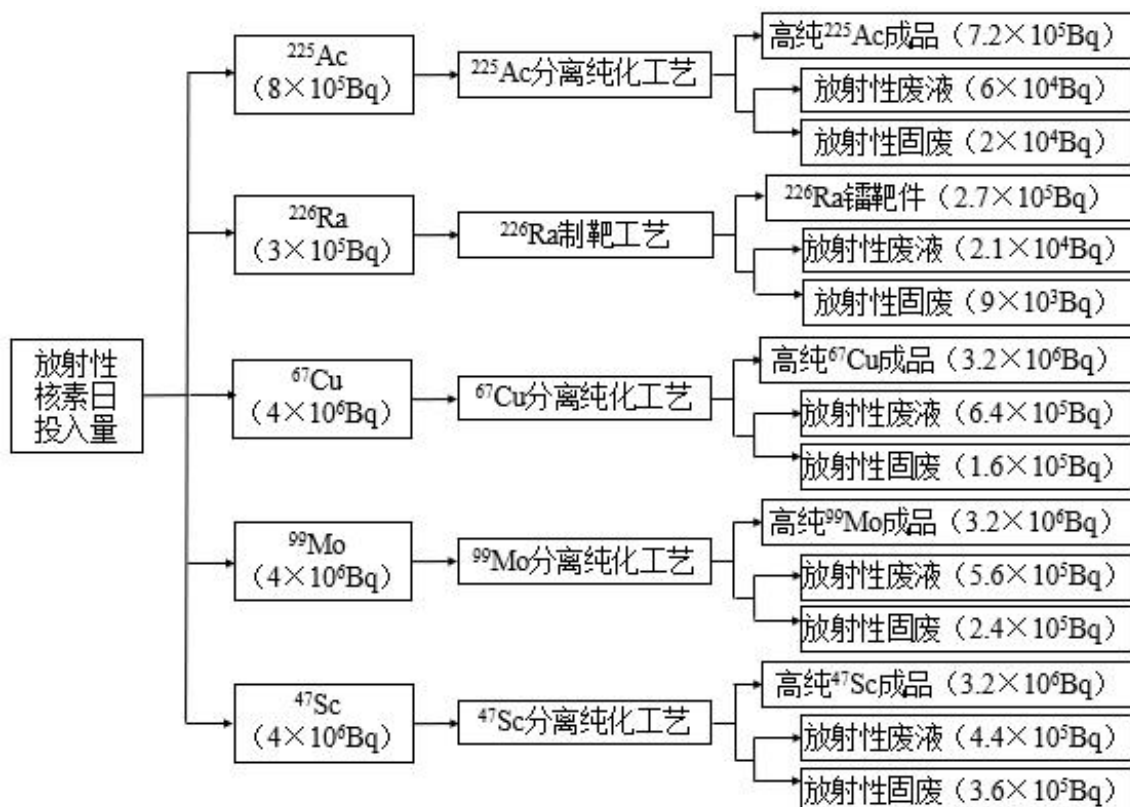 放射性
核素日
投入量
²²⁵Ac
（8×10⁵Bq）
²²⁵Ac分离纯化工艺
高纯²²⁵Ac成品（7.2×10⁵Bq）
放射性废液（6×10⁴Bq）
放射性固废（2×10⁴Bq）
²²⁶Ra
（3×10⁵Bq）
²²⁶Ra制靶工艺
²²⁶Ra镭靶件（2.7×10⁵Bq）
放射性废液（2.1×10⁴Bq）
放射性固废（9×10³Bq）
⁶⁷Cu
（4×10⁶Bq）
⁶⁷Cu分离纯化工艺
高纯⁶⁷Cu成品（3.2×10⁶Bq）
放射性废液（6.4×10⁵Bq）
放射性固废（1.6×10⁵Bq）
⁹⁹Mo
（4×10⁶Bq）
⁹⁹Mo分离纯化工艺
高纯⁹⁹Mo成品（3.2×10⁶Bq）
放射性废液（5.6×10⁵Bq）
放射性固废（2.4×10⁵Bq）
⁴⁷Sc
（4×10⁶Bq）
⁴⁷Sc分离纯化工艺
高纯⁴⁷Sc成品（3.2×10⁶Bq）
放射性废液（4.4×10⁵Bq）
放射性固废（3.6×10⁵Bq）